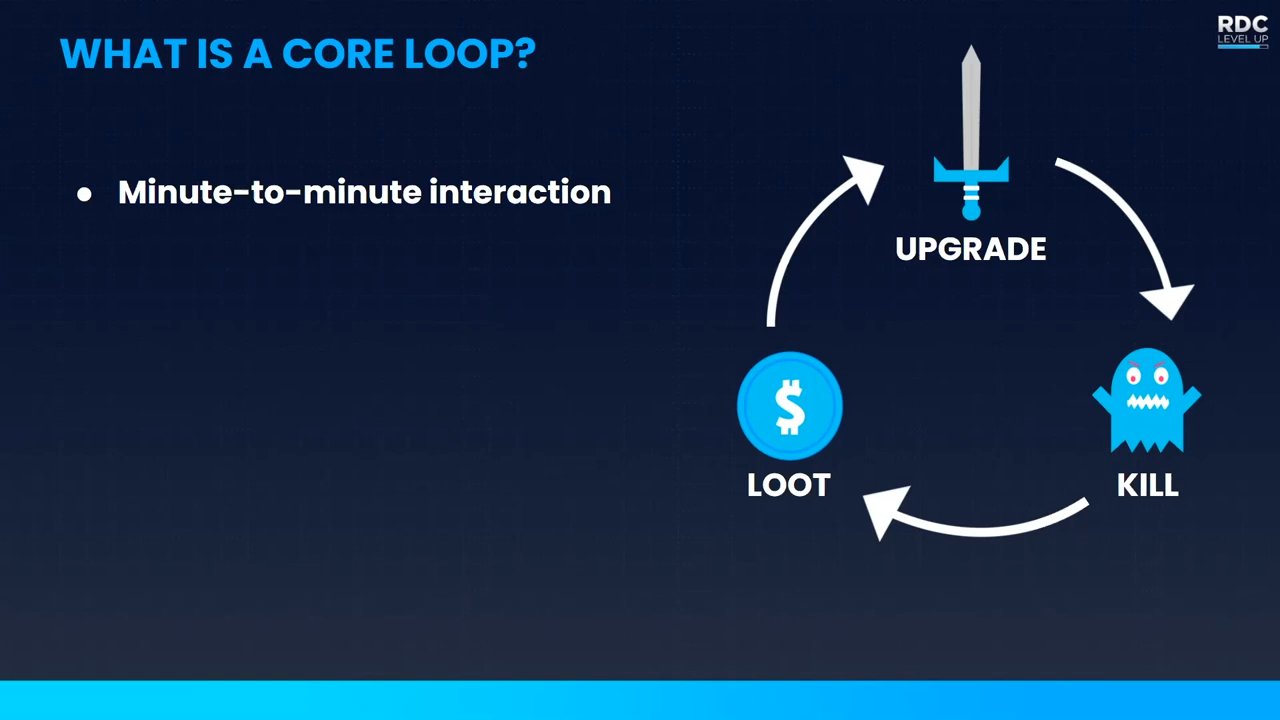 WHAT IS A CORE LOOP?
RDC
LEVEL UP
● Minute-to-minute interaction
UPGRADE
$
LOOT
KILL